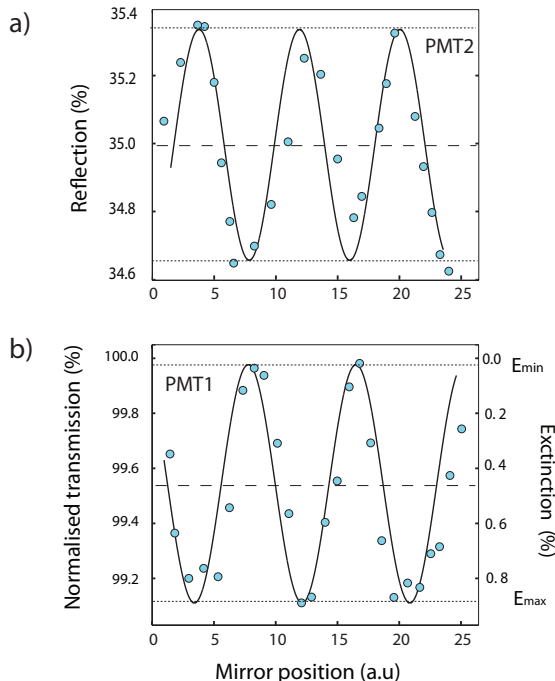 a)
35.4
35.2
35.0
34.8
34.6
Reflection (%)
PMT2
0 5 10 15 20 25
b)
100.0
99.8
99.6
99.4
99.2
Normalised transmission (%)
PMT1
0.0
0.2
0.4
0.6
0.8
Emin
Emax
Exctinction (%)
0 5 10 15 20 25
Mirror position (a.u)